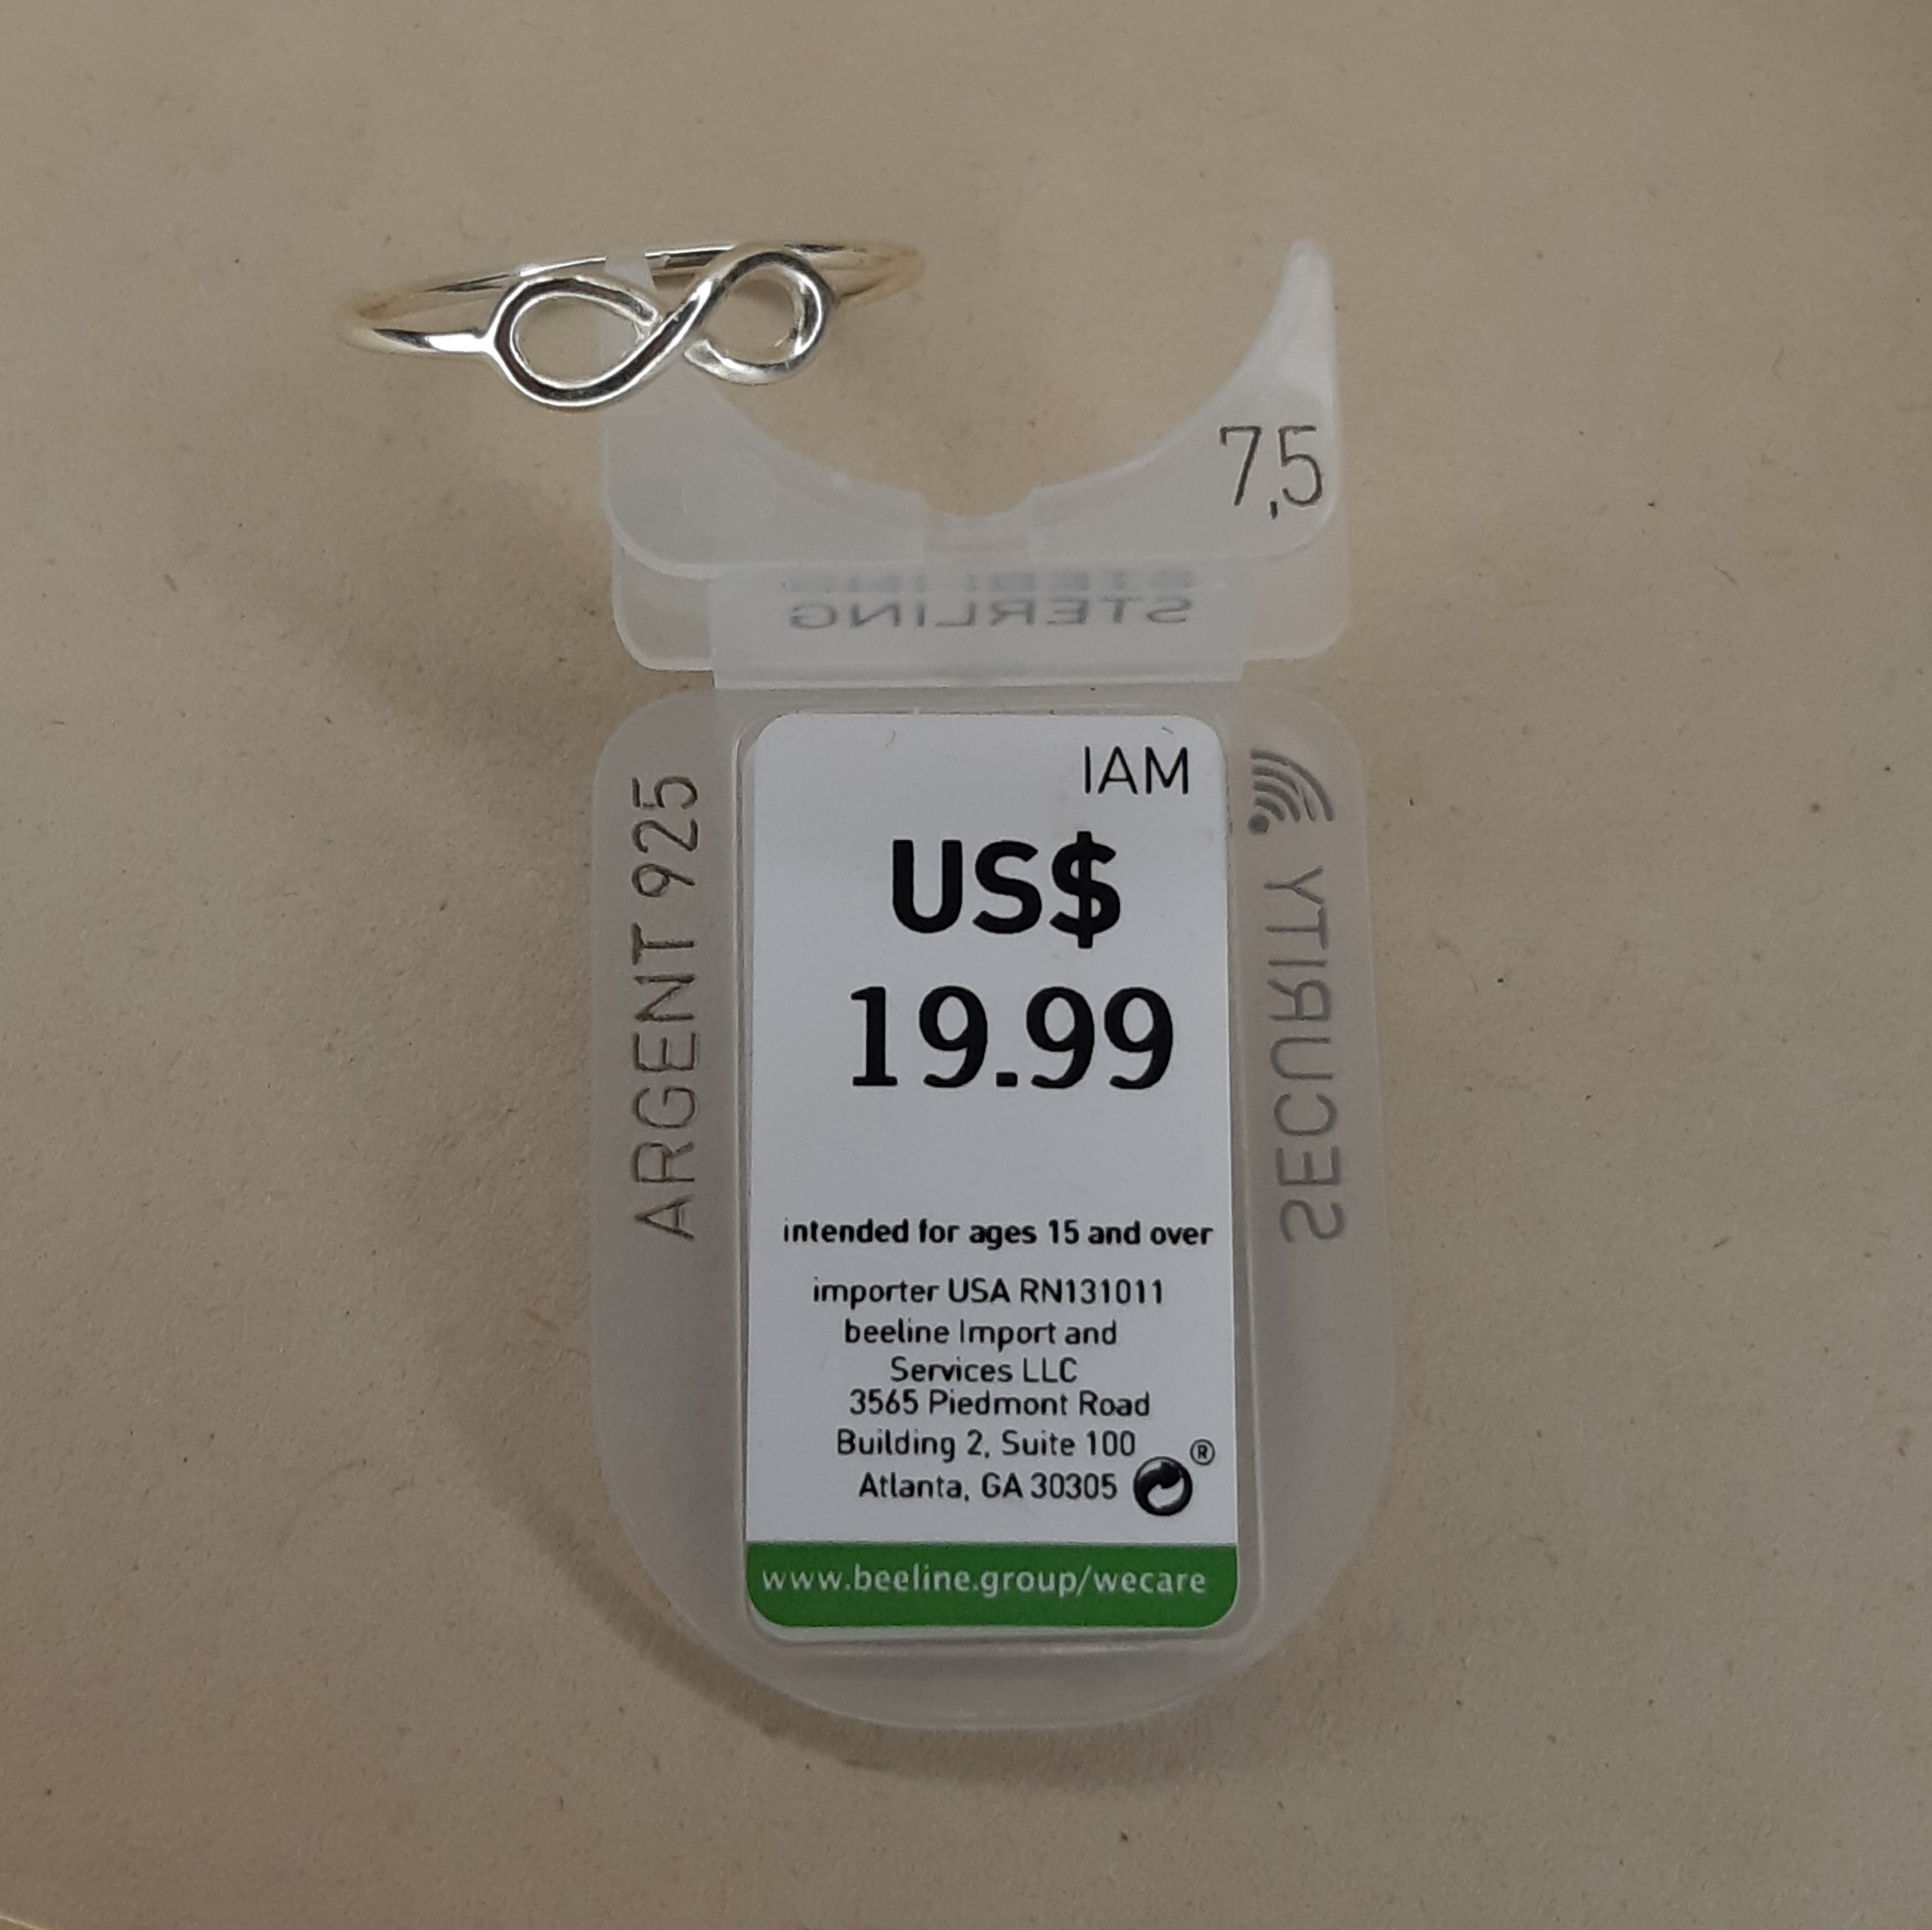 7,5
STERLING
ARGENT 925
IAM
US$
19.99
intended for ages 15 and over
importer USA RN131011
beeline Import and
Services LLC
3565 Piedmont Road
Building 2, Suite 100
®
Atlanta, GA 30305
www.beeline.group/wecare
SECURITY